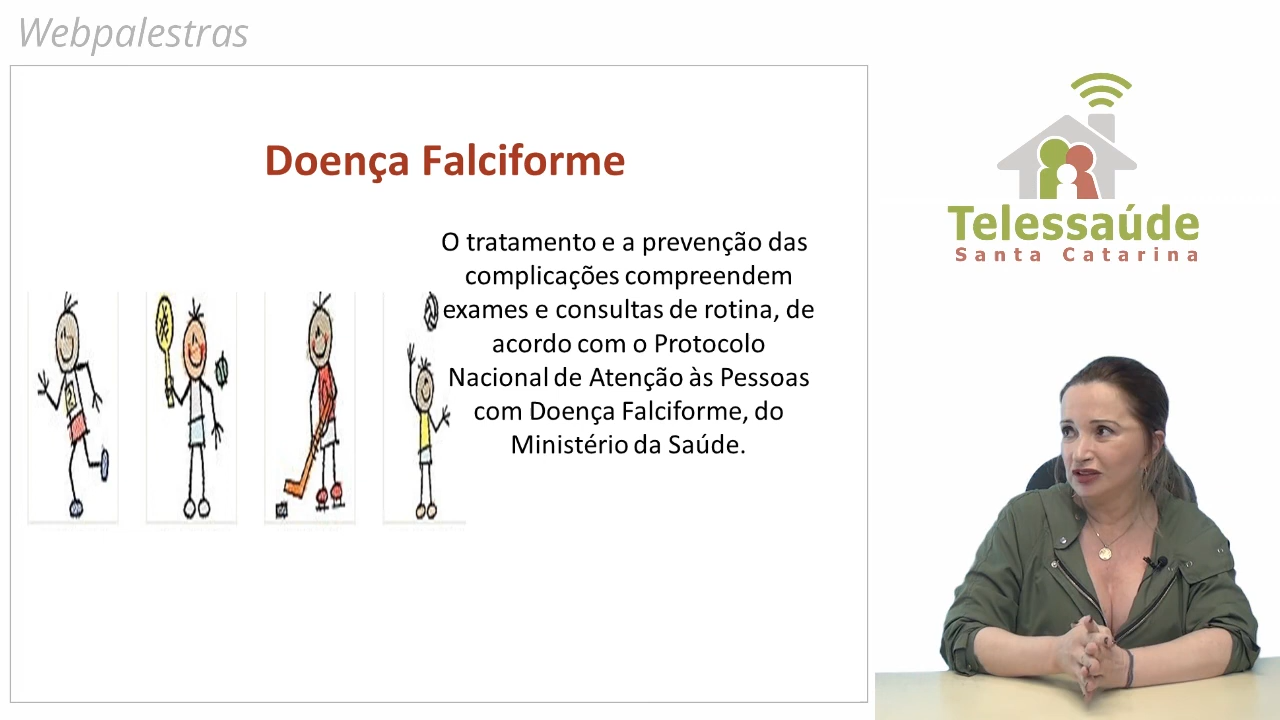 Webpalestras
Doença Falciforme
O tratamento e a prevenção das
complicações compreendem
exames e consultas de rotina, de
acordo com o Protocolo
Nacional de Atenção às Pessoas
com Doença Falciforme, do
Ministério da Saúde.
Telessaúde
Santa Catarina